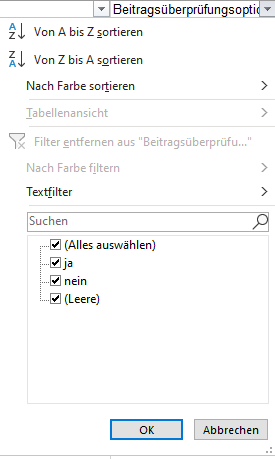 Beitragsüberprüfungsoptio
Von A bis Z sortieren
Von Z bis A sortieren
Nach Farbe sortieren
Tabellenansicht
Filter entfernen aus "Beitragsüberprüfu..."
Nach Farbe filtern
Textfilter
Suchen
(Alles auswählen)
ja
nein
(Leere)
OK Abbrechen